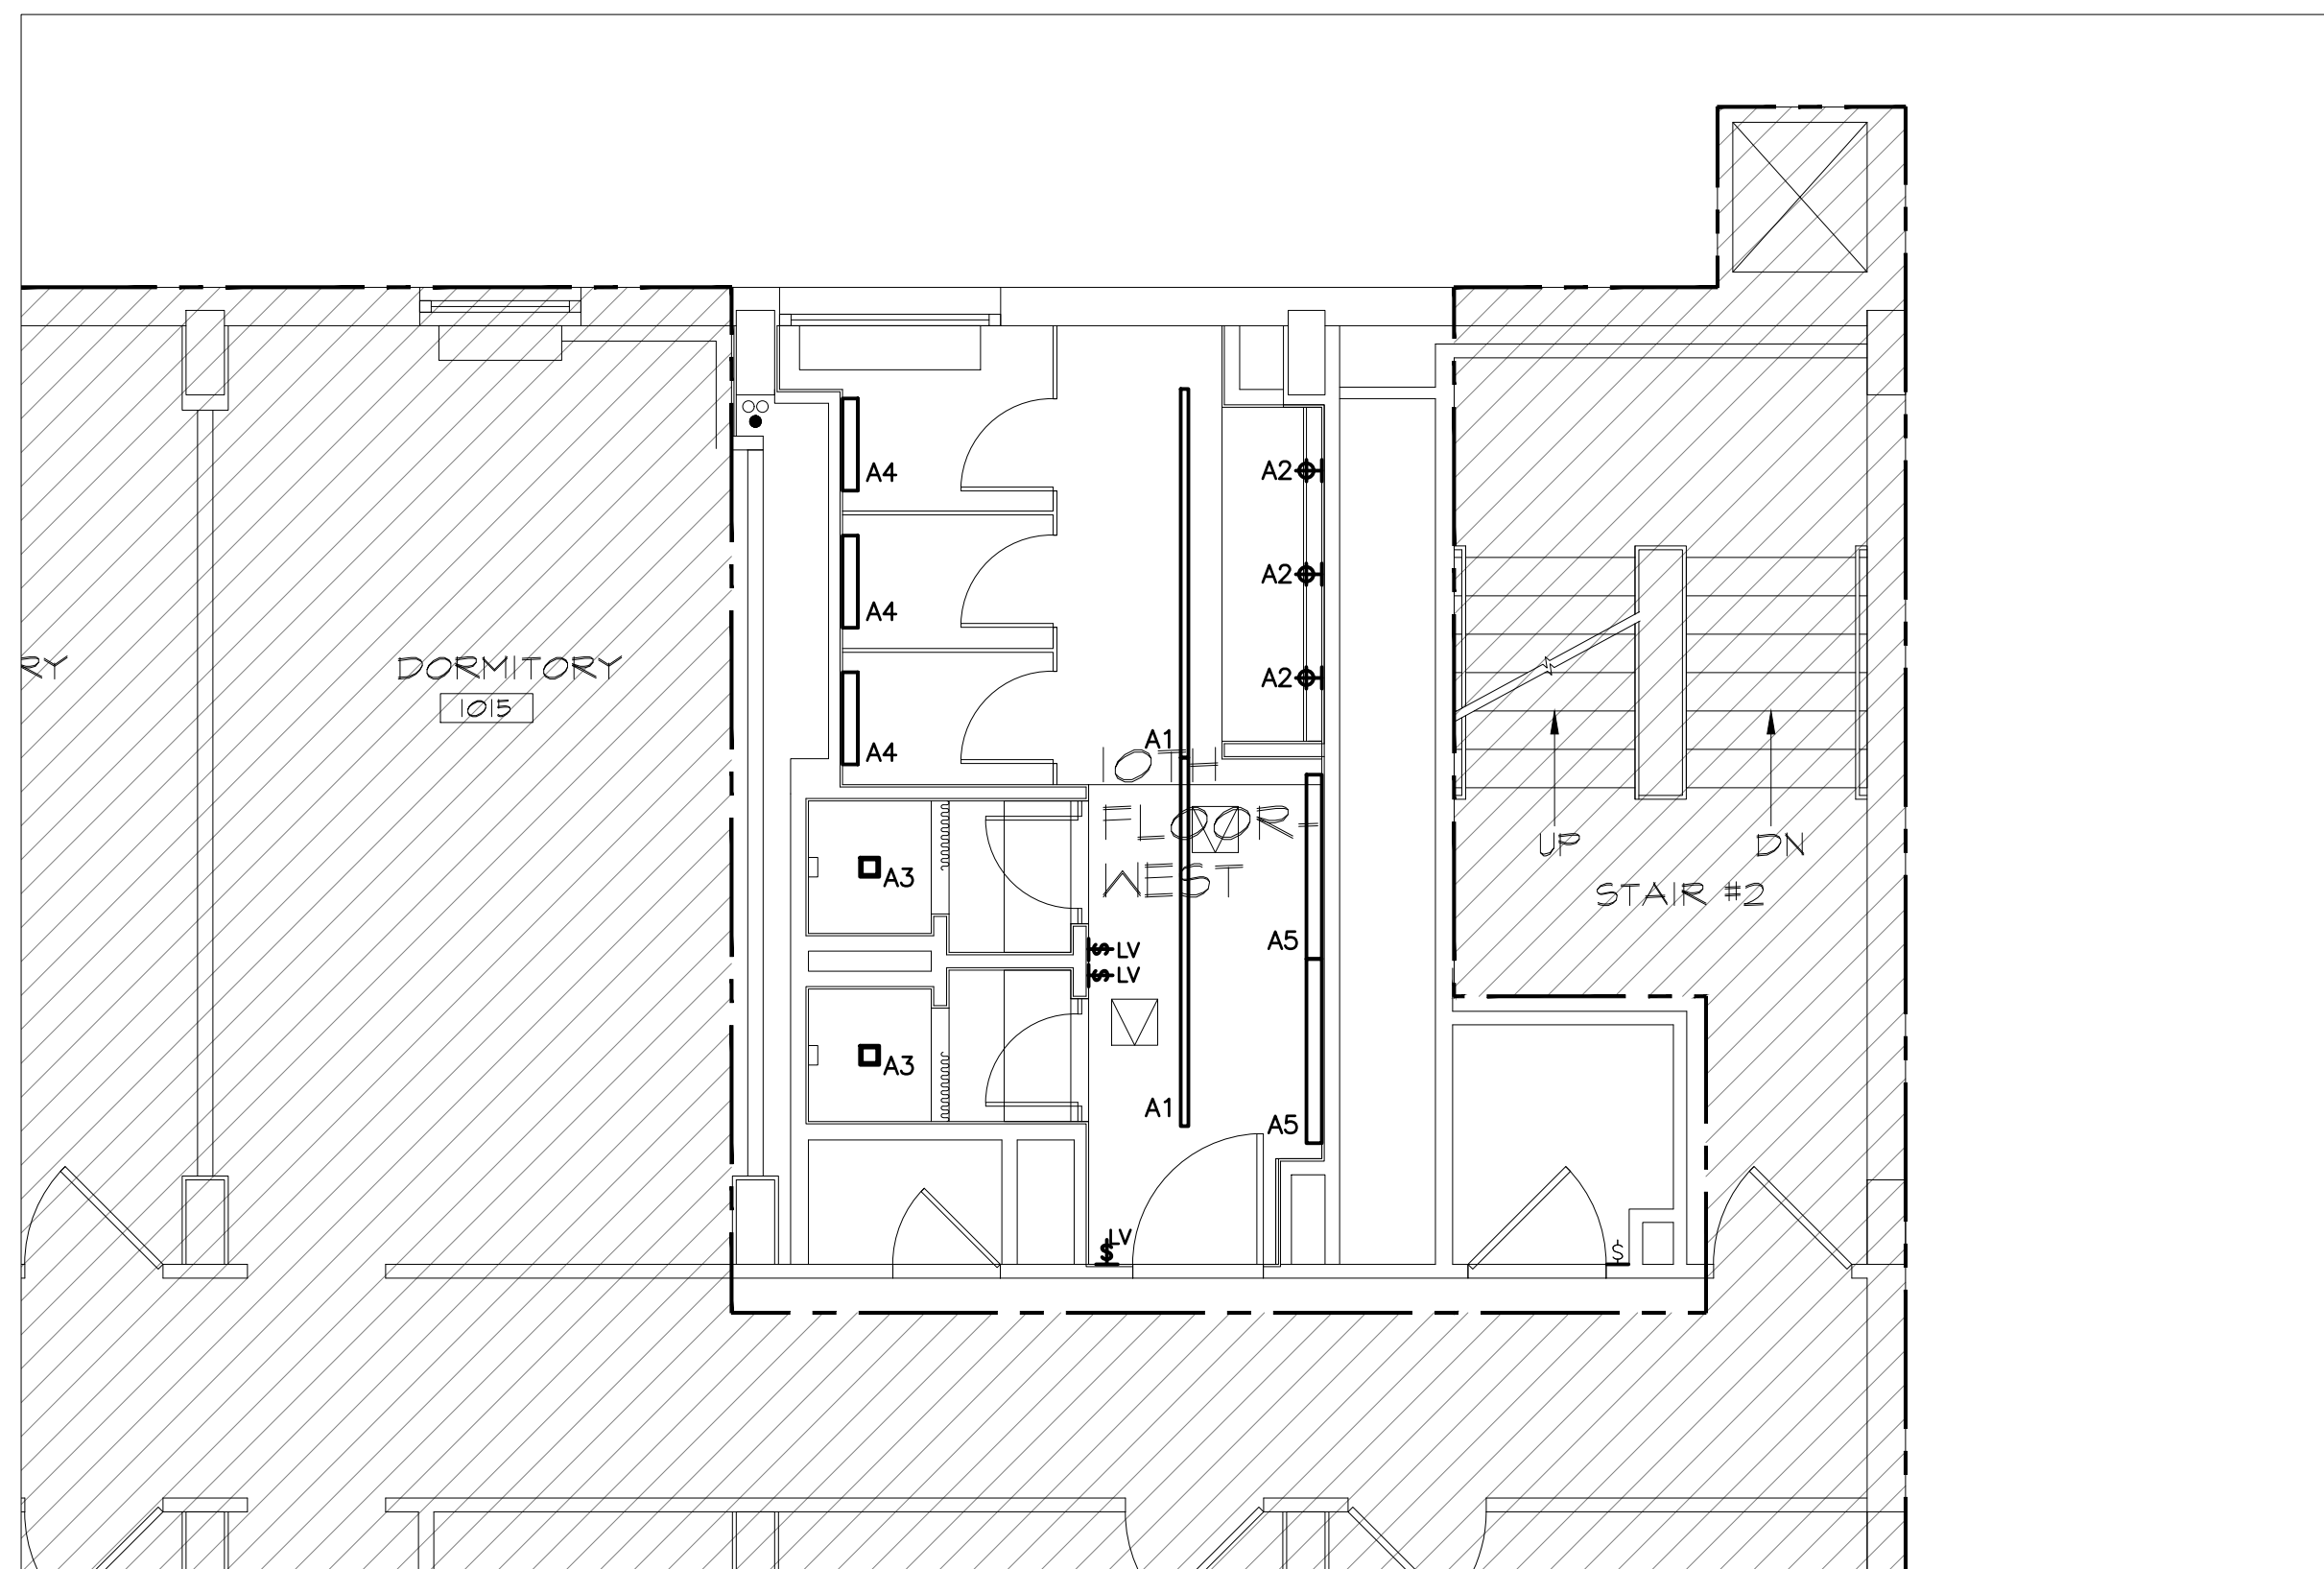 A4
A2
A4
A2
RY
DORMITORY
1015
A2
A4
A1
10TH
FLOOR-
WEST
UP
DN
STAIR #2
A3
A5
$ LV
$ LV
A3
A1
A5
LV
$
$